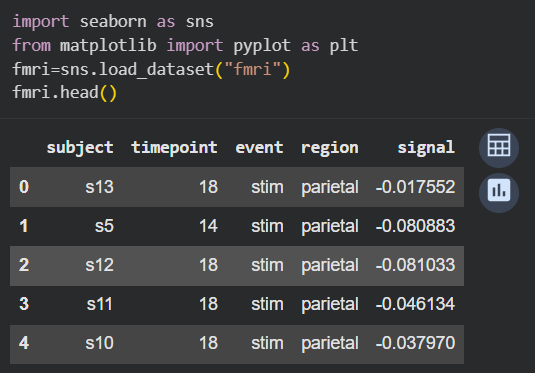 import seaborn as sns
from matplotlib import pyplot as plt
fmri=sns.load_dataset("fmri")
fmri.head()
subject timepoint event region signal
0 s13 18 stim parietal -0.017552
1 s5 14 stim parietal -0.080883
2 s12 18 stim parietal -0.081033
3 s11 18 stim parietal -0.046134
4 s10 18 stim parietal -0.037970